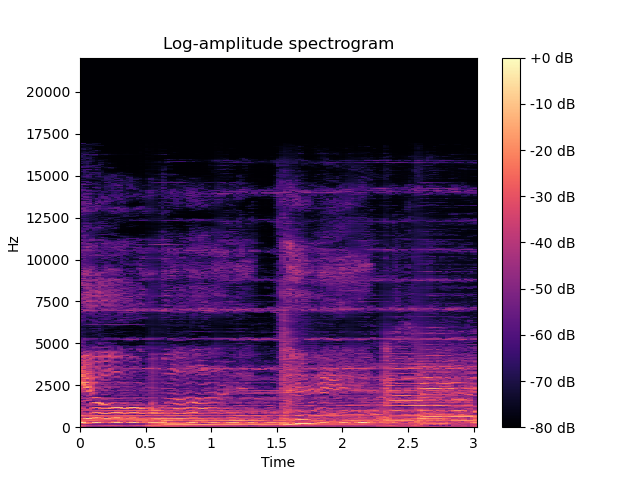 Log-amplitude spectrogram
20000
17500
15000
12500
10000
7500
5000
2500
0
Hz
0 0.5 1 1.5 2 2.5 3
Time
+0 dB
-10 dB
-20 dB
-30 dB
-40 dB
-50 dB
-60 dB
-70 dB
-80 dB